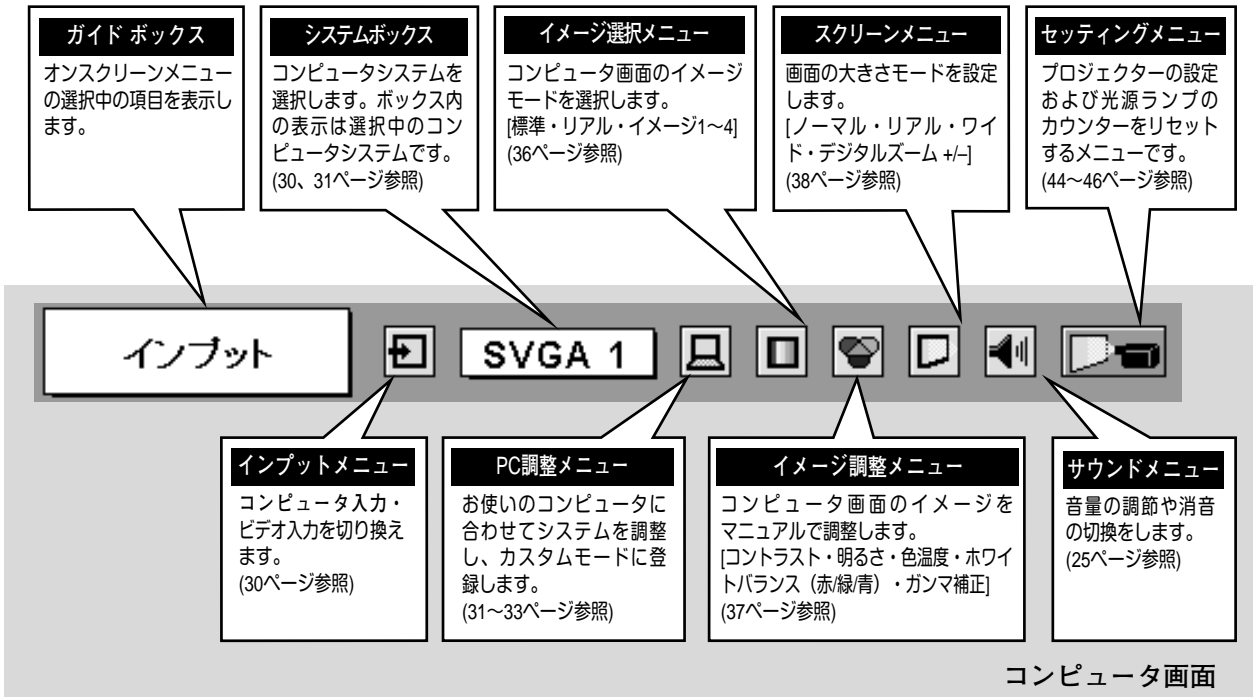 ガイド ボックス
オンスクリーンメニュー
の選択中の項目を表示し
ます。
システムボックス
コンピュータシステムを
選択します。ボックス内
の表示は選択中のコン
ピュータシステムです。
(30、31ページ参照)
イメージ選択メニュー
コンピュータ画面のイメージ
モードを選択します。
[標準・リアル・イメージ1〜4]
(36ページ参照)
スクリーンメニュー
画面の大きさモードを設定
します。
[ノーマル・リアル・ワイ
ド・デジタルズーム +/–]
(38ページ参照)
セッティングメニュー
プロジェクターの設定
および光源ランプの
カウンターをリセット
するメニューです。
(44〜46ページ参照)
インプット
SVGA 1
インプットメニュー
コンピュータ入力・
ビデオ入力を切り換え
ます。
(30ページ参照)
PC調整メニュー
お使いのコンピュータに
合わせてシステムを調整
し、カスタムモードに登
録します。
(31〜33ページ参照)
イメージ調整メニュー
コンピュータ画面のイメージを
マニュアルで調整します。
[コントラスト・明るさ・色温度・ホワイ
トバランス（赤/緑/青）・ガンマ補正]
(37ページ参照)
サウンドメニュー
音量の調節や消音
の切換をします。
(25ページ参照)
コンピュータ画面